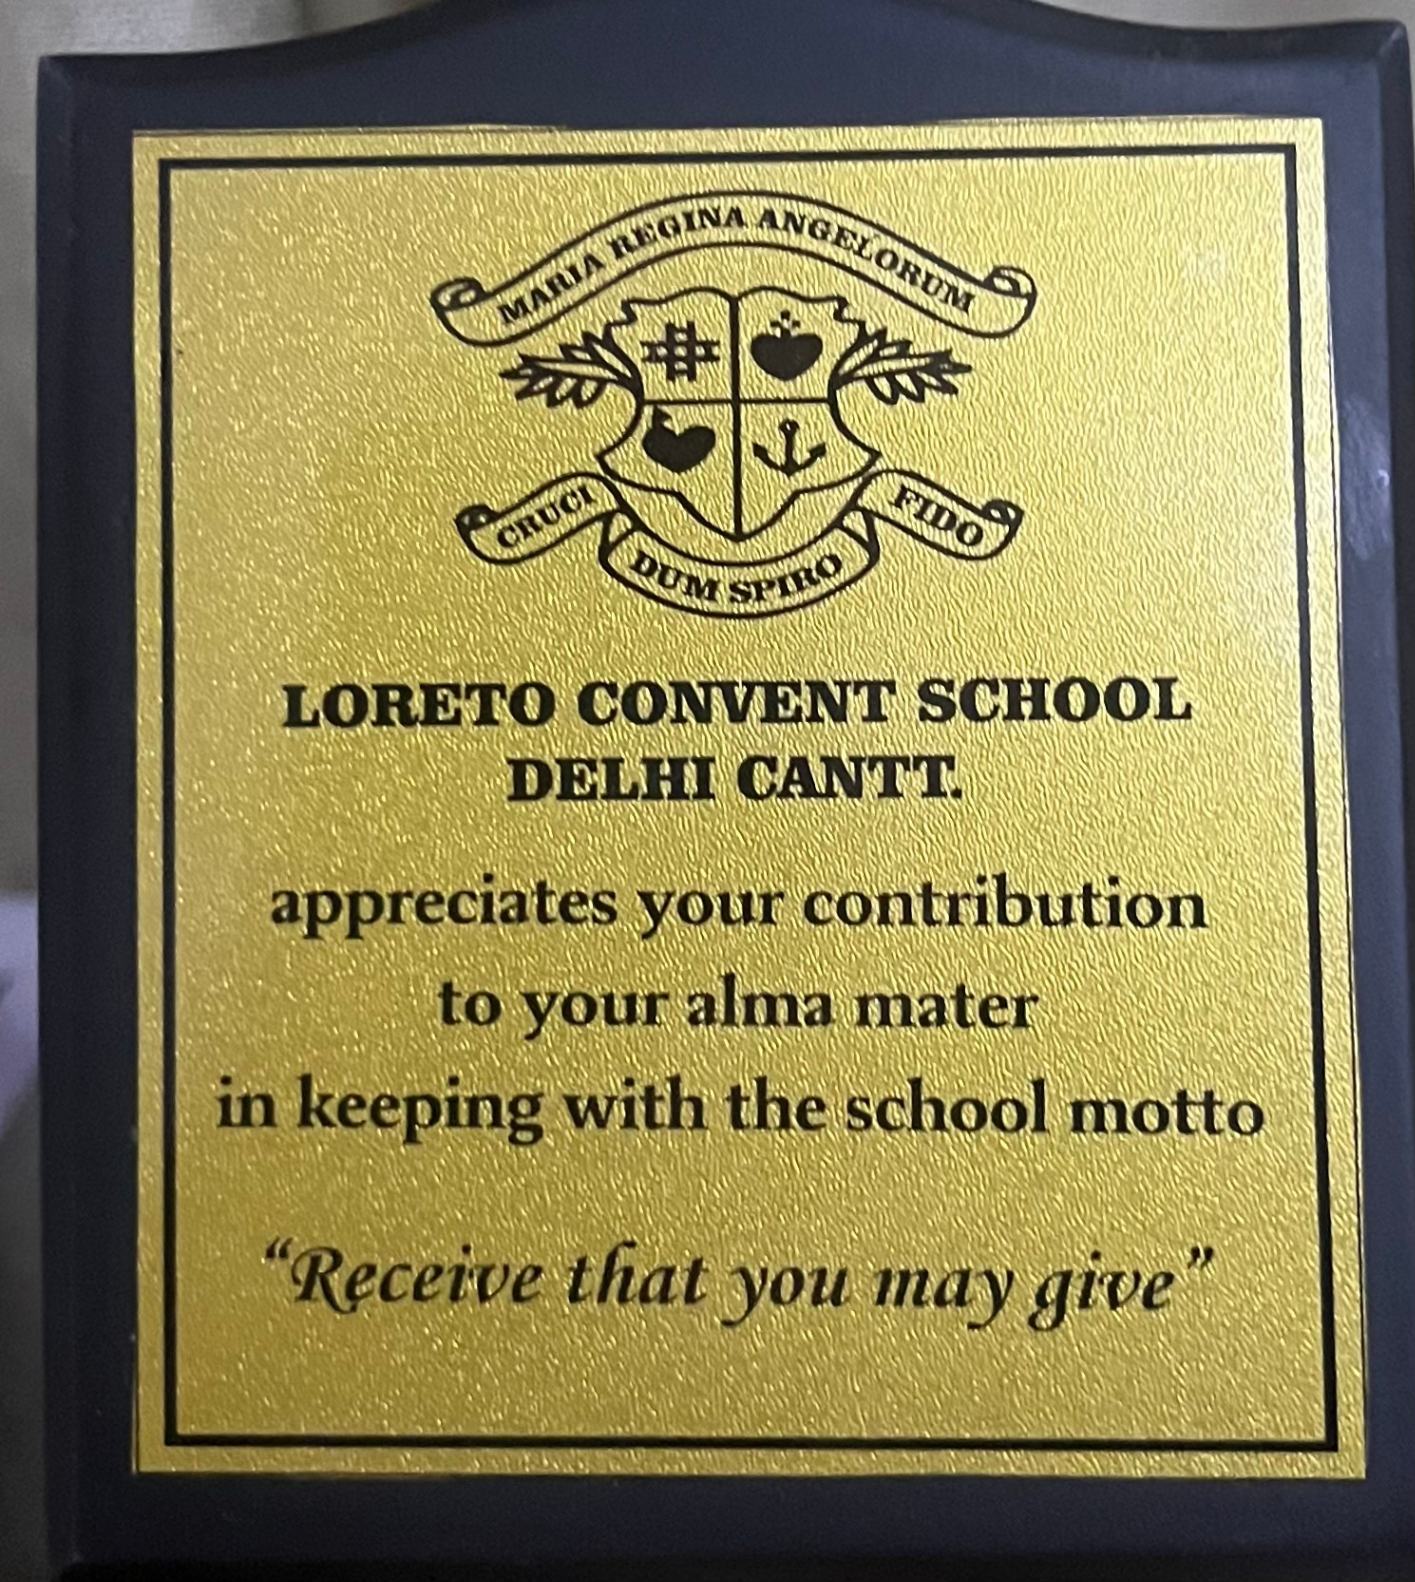 MARIA REGINA ANGELORUM
CRUCI DUM SPIRO FIDO
LORETO CONVENT SCHOOL
DELHI CANTT.
appreciates your contribution
to your alma mater
in keeping with the school motto
“Receive that you may give”